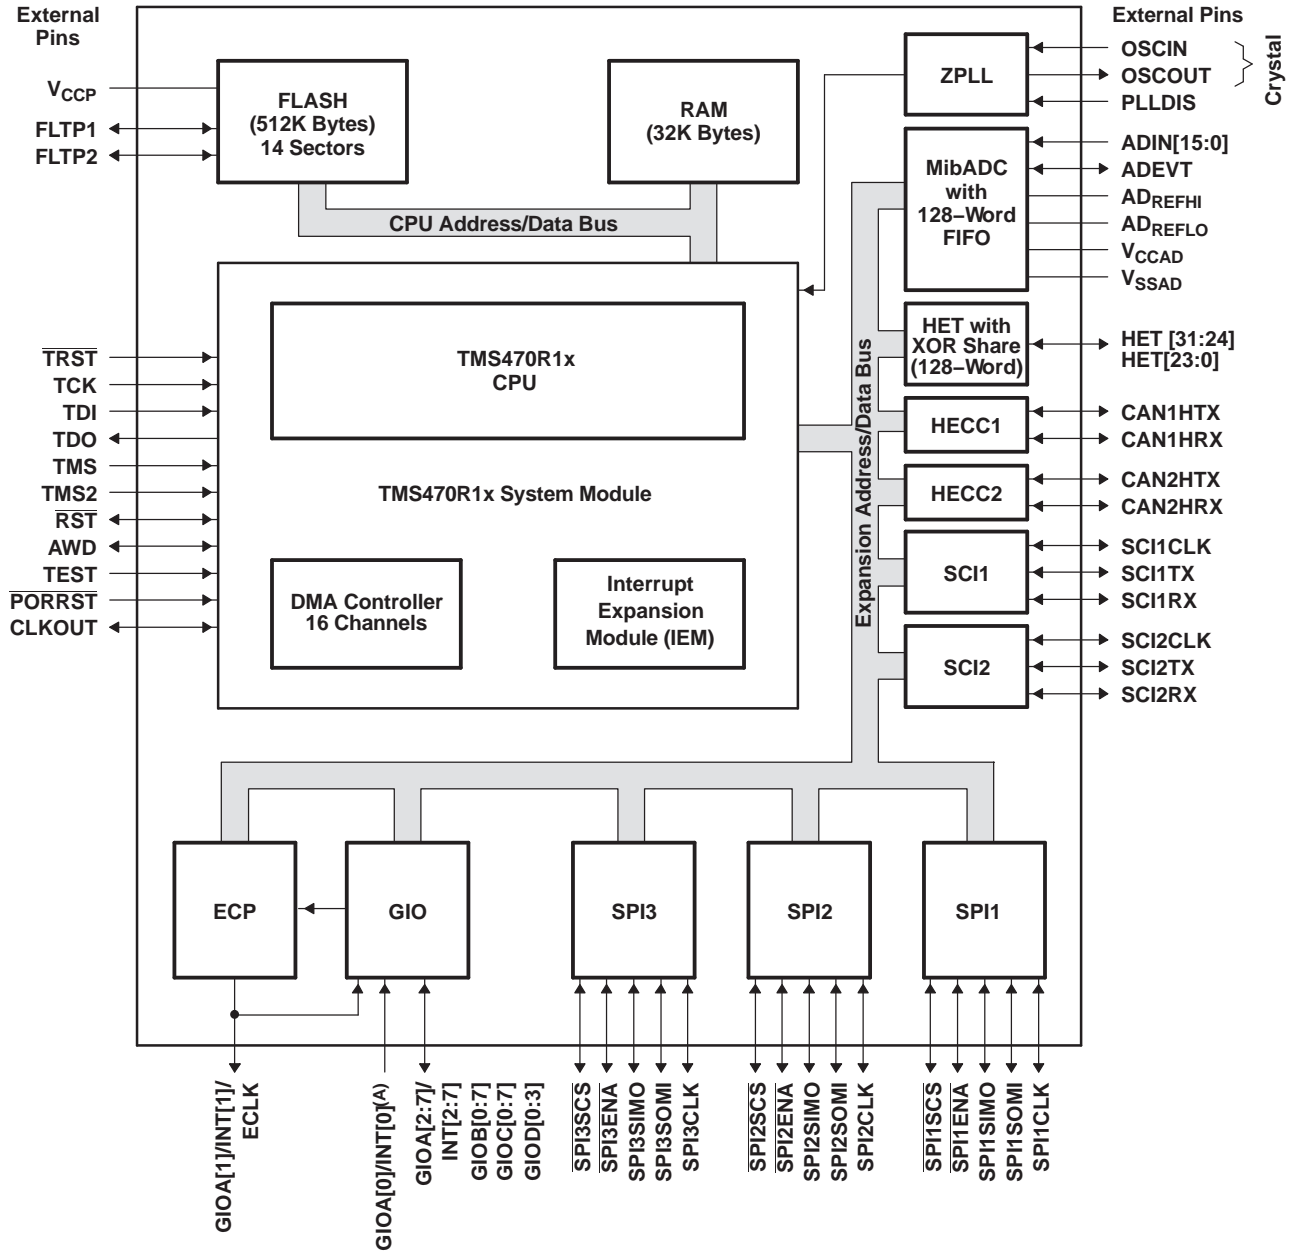 External
Pins
External Pins
VCCP
FLTP1
FLTP2
FLASH
(512K Bytes)
14 Sectors
RAM
(32K Bytes)
ZPLL
OSCIN
OSCOUT
PLLDIS
Crystal
CPU Address/Data Bus
MibADC
with
128–Word
FIFO
ADIN[15:0]
ADEVT
ADREFHI
ADREFLO
VCCAD
VSSAD
TMS470R1x
CPU
HET with
XOR Share
(128–Word)
HET [31:24]
HET[23:0]
TRST
TCK
TDI
TDO
TMS
TMS2
RST
AWD
TEST
PORRST
CLKOUT
TMS470R1x System Module
DMA Controller
16 Channels
Interrupt
Expansion
Module (IEM)
Expansion Address/Data Bus
HECC1
CAN1HTX
CAN1HRX
HECC2
CAN2HTX
CAN2HRX
SCI1
SCI1CLK
SCI1TX
SCI1RX
SCI2
SCI2CLK
SCI2TX
SCI2RX
ECP
GIO
SPI3
SPI2
SPI1
GIOA[1]/INT[1]/
ECLK
GIOA[0]/INT[0](A)
GIOA[2:7]/
INT[2:7]
GIOB[0:7]
GIOC[0:7]
GIOD[0:3]
SPI3SCS
SPI3ENA
SPI3SIMO
SPI3SOMI
SPI3CLK
SPI2SCS
SPI2ENA
SPI2SIMO
SPI2SOMI
SPI2CLK
SPI1SCS
SPI1ENA
SPI1SIMO
SPI1SOMI
SPI1CLK